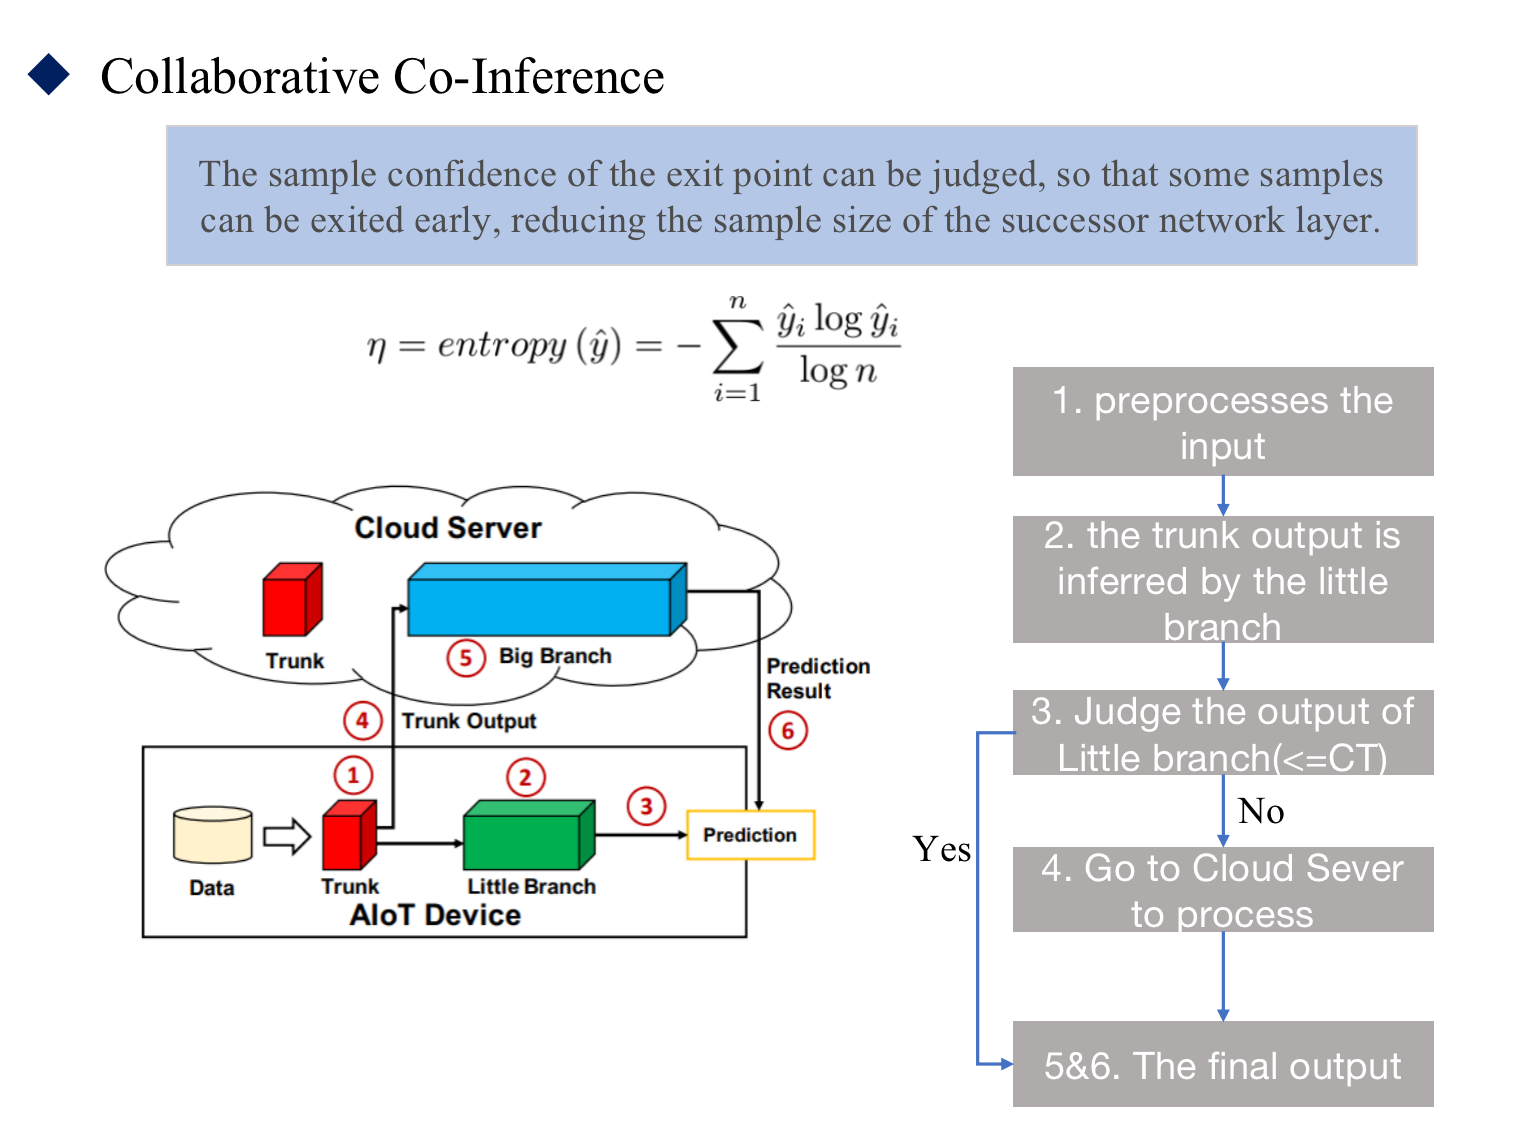 Collaborative Co-Inference
The sample confidence of the exit point can be judged, so that some samples
can be exited early, reducing the sample size of the successor network layer.
η = entropy (ŷ) = − ∑ᵢ₌₁ⁿ (ŷᵢ log ŷᵢ) / (log n)
Cloud Server
Trunk
5
Big Branch
Prediction
Result
6
4
Trunk Output
1
2
3
Prediction
Data
Trunk
Little Branch
AIoT Device
1. preprocesses the
input
2. the trunk output is
inferred by the little
branch
3. Judge the output of
Little branch(<=CT)
No
Yes
4. Go to Cloud Sever
to process
5&6. The final output